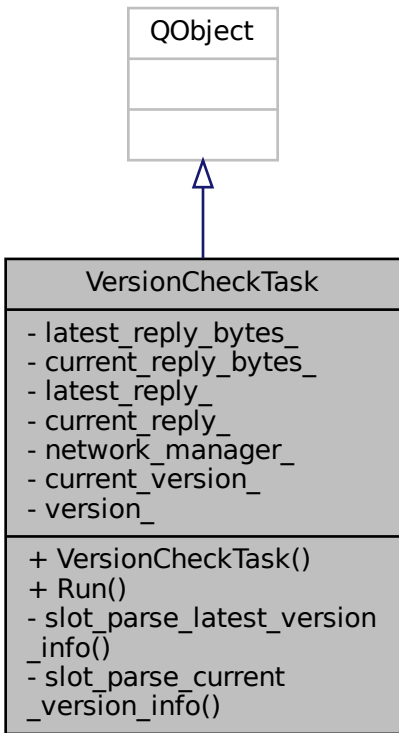 QObject
VersionCheckTask
- latest_reply_bytes_
- current_reply_bytes_
- latest_reply_
- current_reply_
- network_manager_
- current_version_
- version_
+ VersionCheckTask()
+ Run()
- slot_parse_latest_version
_info()
- slot_parse_current
_version_info()